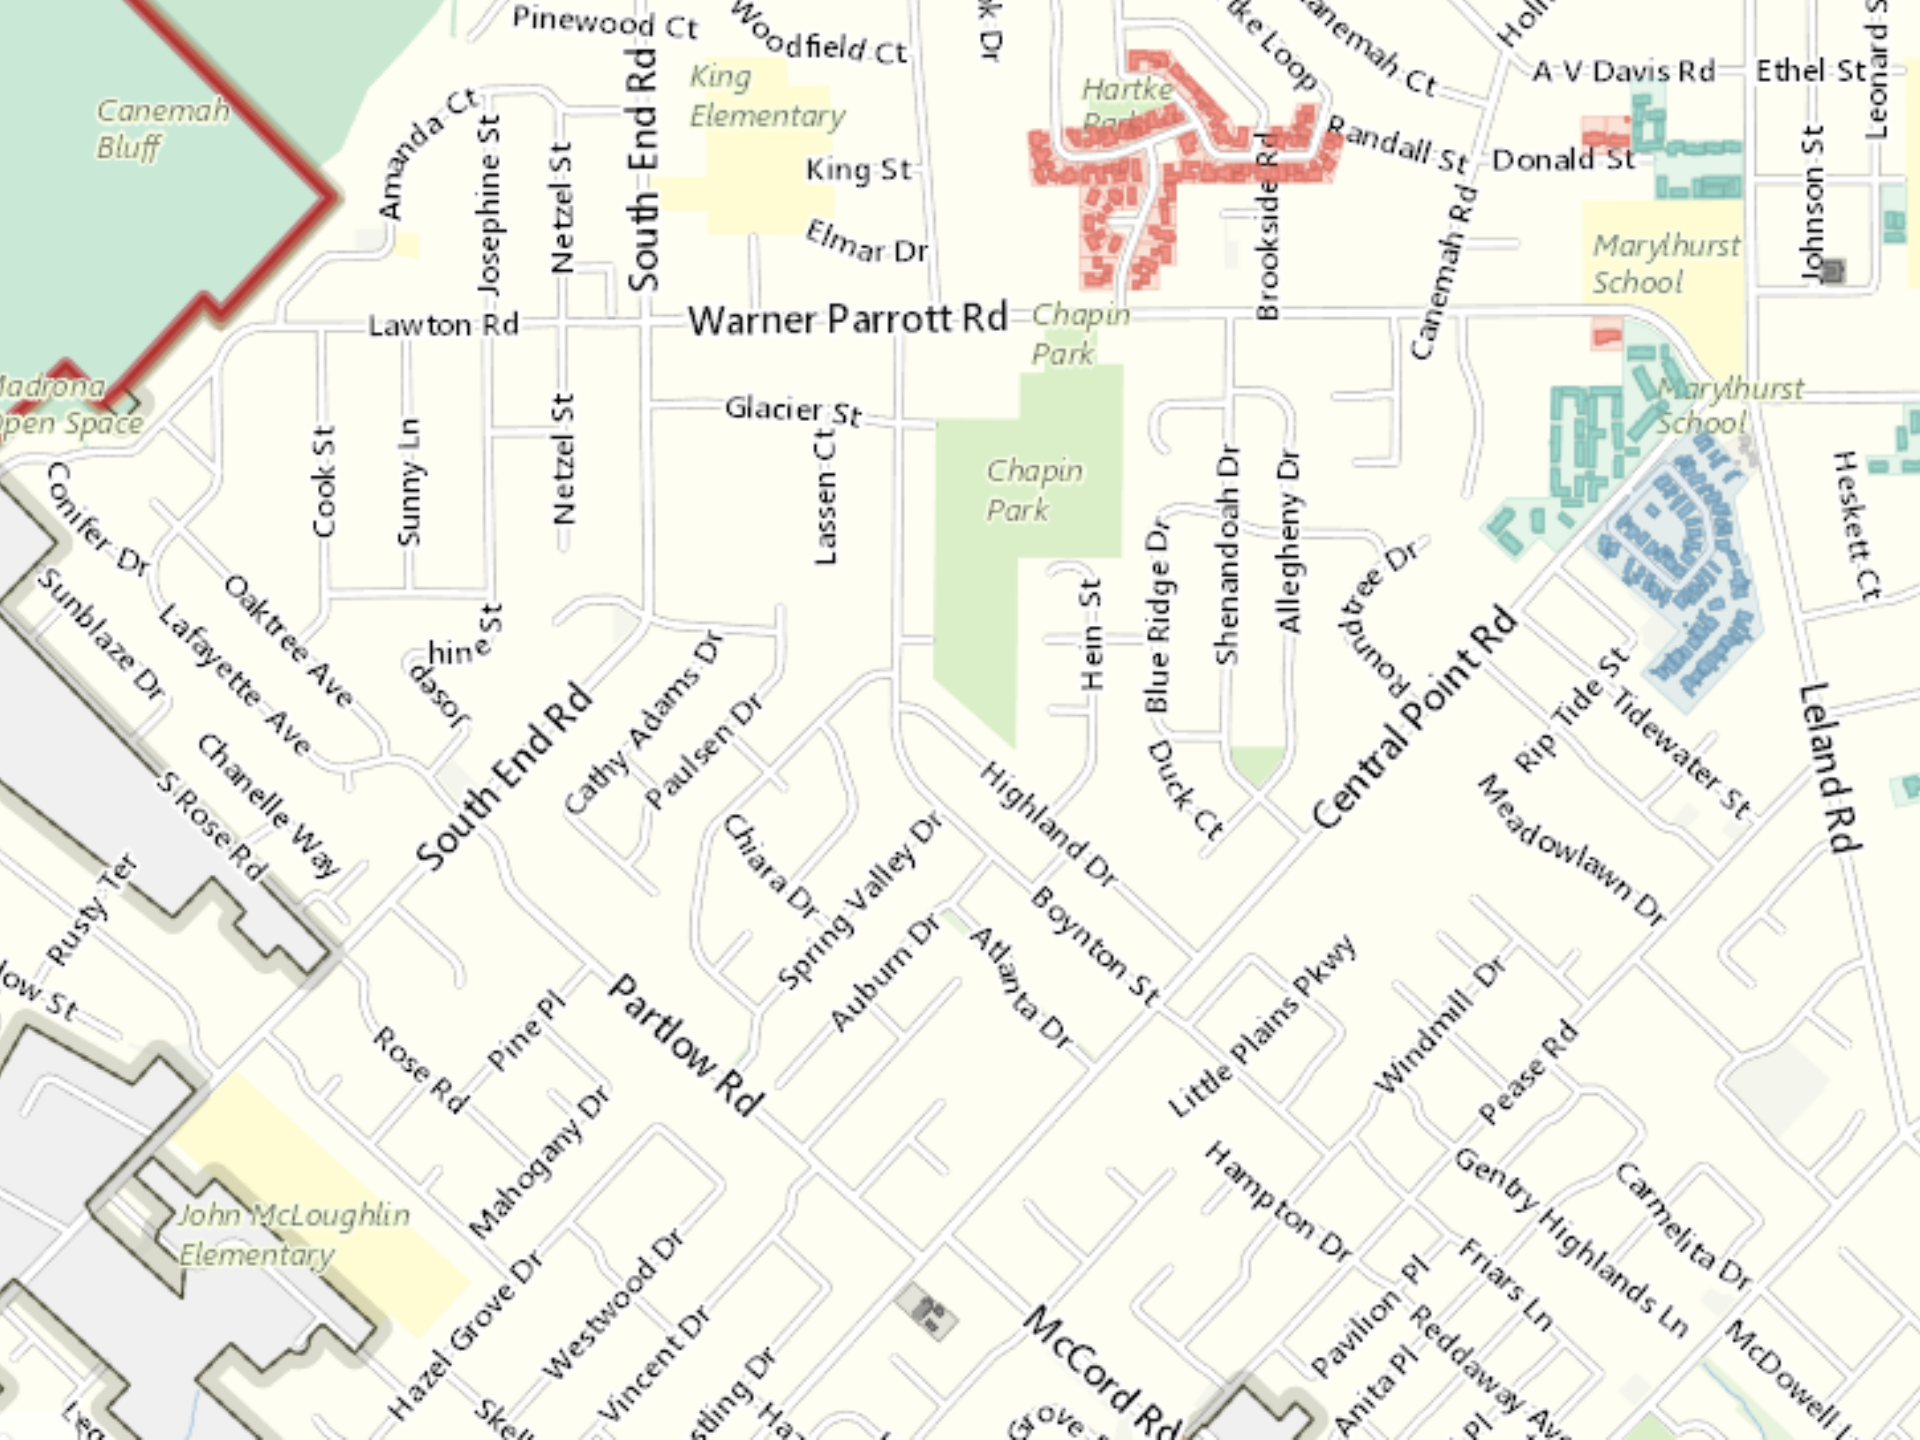 Pinewood Ct
Woodfield Ct
South End Rd
King
Elementary
Hartke
Park
Canemah Ct
A V Davis Rd
Ethel St
Canemah
Bluff
Amanda Ct
Josephine St
Netzel St
King St
Elmar Dr
Brookside Rd
Randall St
Donald St
Canemah Rd
Johnson St
Marylhurst
School
Lawton Rd
Warner Parrott Rd
Chapin
Park
Madrona
Open Space
Glacier St
Marylhurst
School
Cook St
Sunny Ln
Netzel St
Lassen Ct
Chapin
Park
Shenandoah Dr
Allegheny Dr
Heskett Ct
Conifer Dr
Sunblaze Dr
Oaktree Ave
Lafayette Ave
Hein St
Blue Ridge Dr
Roundtree Dr
Cathy Adams Dr
Paulsen Dr
South End Rd
Chanelle Way
S Rose Rd
Duck Ct
Central Point Rd
Rip Tide St
Tidewater St
Leland Rd
Highland Dr
Meadowlawn Dr
Chiara Dr
Spring Valley Dr
Rusty Ter
Boynton St
Auburn Dr
Atlanta Dr
Little Plains Pkwy
Windmill Dr
Pease Rd
Rose Rd
Pine Pl
Partlow Rd
Mahogany Dr
John McLoughlin
Elementary
Hampton Dr
Gentry Highlands Ln
Carmelita Dr
Hazel Grove Dr
Westwood Dr
Vincent Dr
McCord Rd
Pavilion Pl
Friars Ln
Anita Pl
Reddaway Ave
McDowell